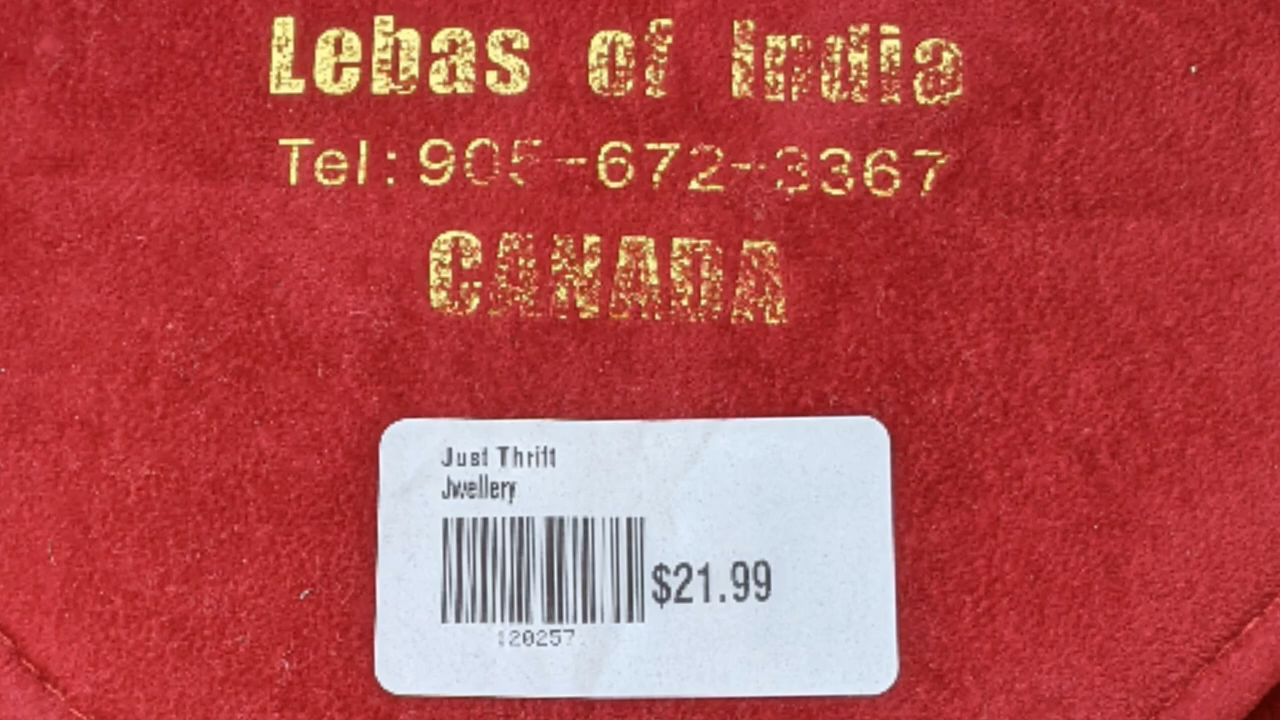 Lebas of India
Tel: 905-672-3367
CANADA
Just Thrift
Jwellery
$21.99
120257